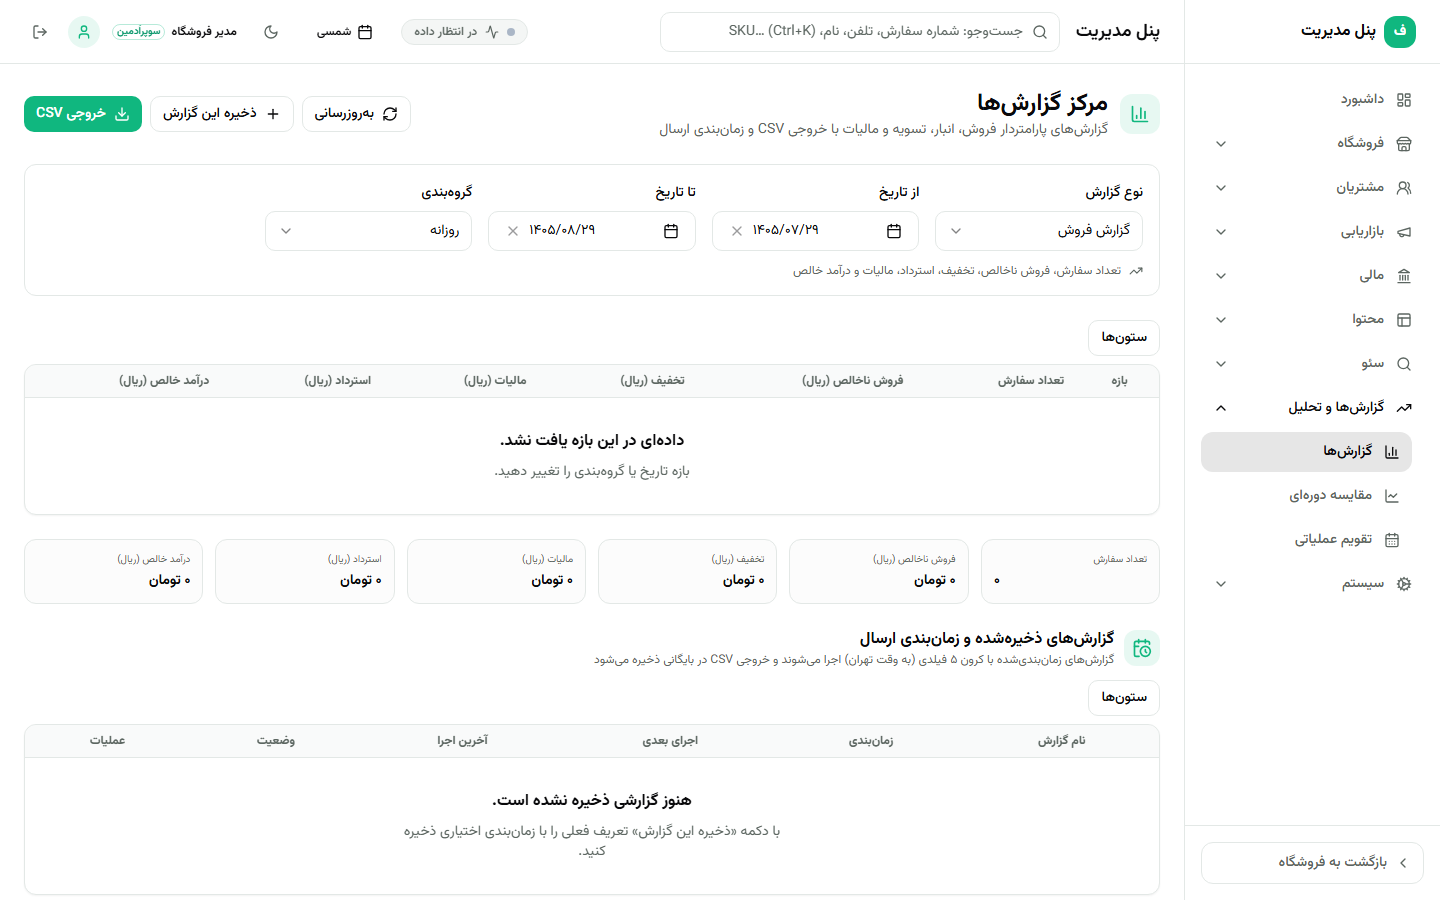 ف
پنل مدیریت
داشبورد
فروشگاه
مشتریان
بازاریابی
مالی
محتوا
سئو
گزارش‌ها و تحلیل
گزارش‌ها
مقایسه دوره‌ای
تقویم عملیاتی
سیستم
بازگشت به فروشگاه
پنل مدیریت
جست‌وجو: شماره سفارش، تلفن، نام، SKU... (Ctrl+K)
در انتظار داده
شمسی
مدیر فروشگاه سوپرادمین
مرکز گزارش‌ها
گزارش‌های پارامتردار فروش، انبار، تسویه و مالیات با خروجی CSV و زمان‌بندی ارسال
به‌روزرسانی
ذخیره این گزارش
خروجی CSV
نوع گزارش از تاریخ تا تاریخ گروه‌بندی
گزارش فروش ۱۴۰۵/۰۷/۲۹ ۱۴۰۵/۰۸/۲۹ روزانه
تعداد سفارش، فروش ناخالص، تخفیف، استرداد، مالیات و درآمد خالص
ستون‌ها
بازه تعداد سفارش فروش ناخالص (ریال) تخفیف (ریال) مالیات (ریال) استرداد (ریال) درآمد خالص (ریال)
داده‌ای در این بازه یافت نشد.
بازه تاریخ یا گروه‌بندی را تغییر دهید.
تعداد سفارش فروش ناخالص (ریال) تخفیف (ریال) مالیات (ریال) استرداد (ریال) درآمد خالص (ریال)
۰ ۰ تومان ۰ تومان ۰ تومان ۰ تومان ۰ تومان
گزارش‌های ذخیره‌شده و زمان‌بندی ارسال
گزارش‌های زمان‌بندی‌شده با کرون ۵ فیلدی (به وقت تهران) اجرا می‌شوند و خروجی CSV در بایگانی ذخیره می‌شود
ستون‌ها
نام گزارش زمان‌بندی اجرای بعدی آخرین اجرا وضعیت عملیات
هنوز گزارشی ذخیره نشده است.
با دکمه «ذخیره این گزارش» تعریف فعلی را با زمان‌بندی اختیاری ذخیره
کنید.